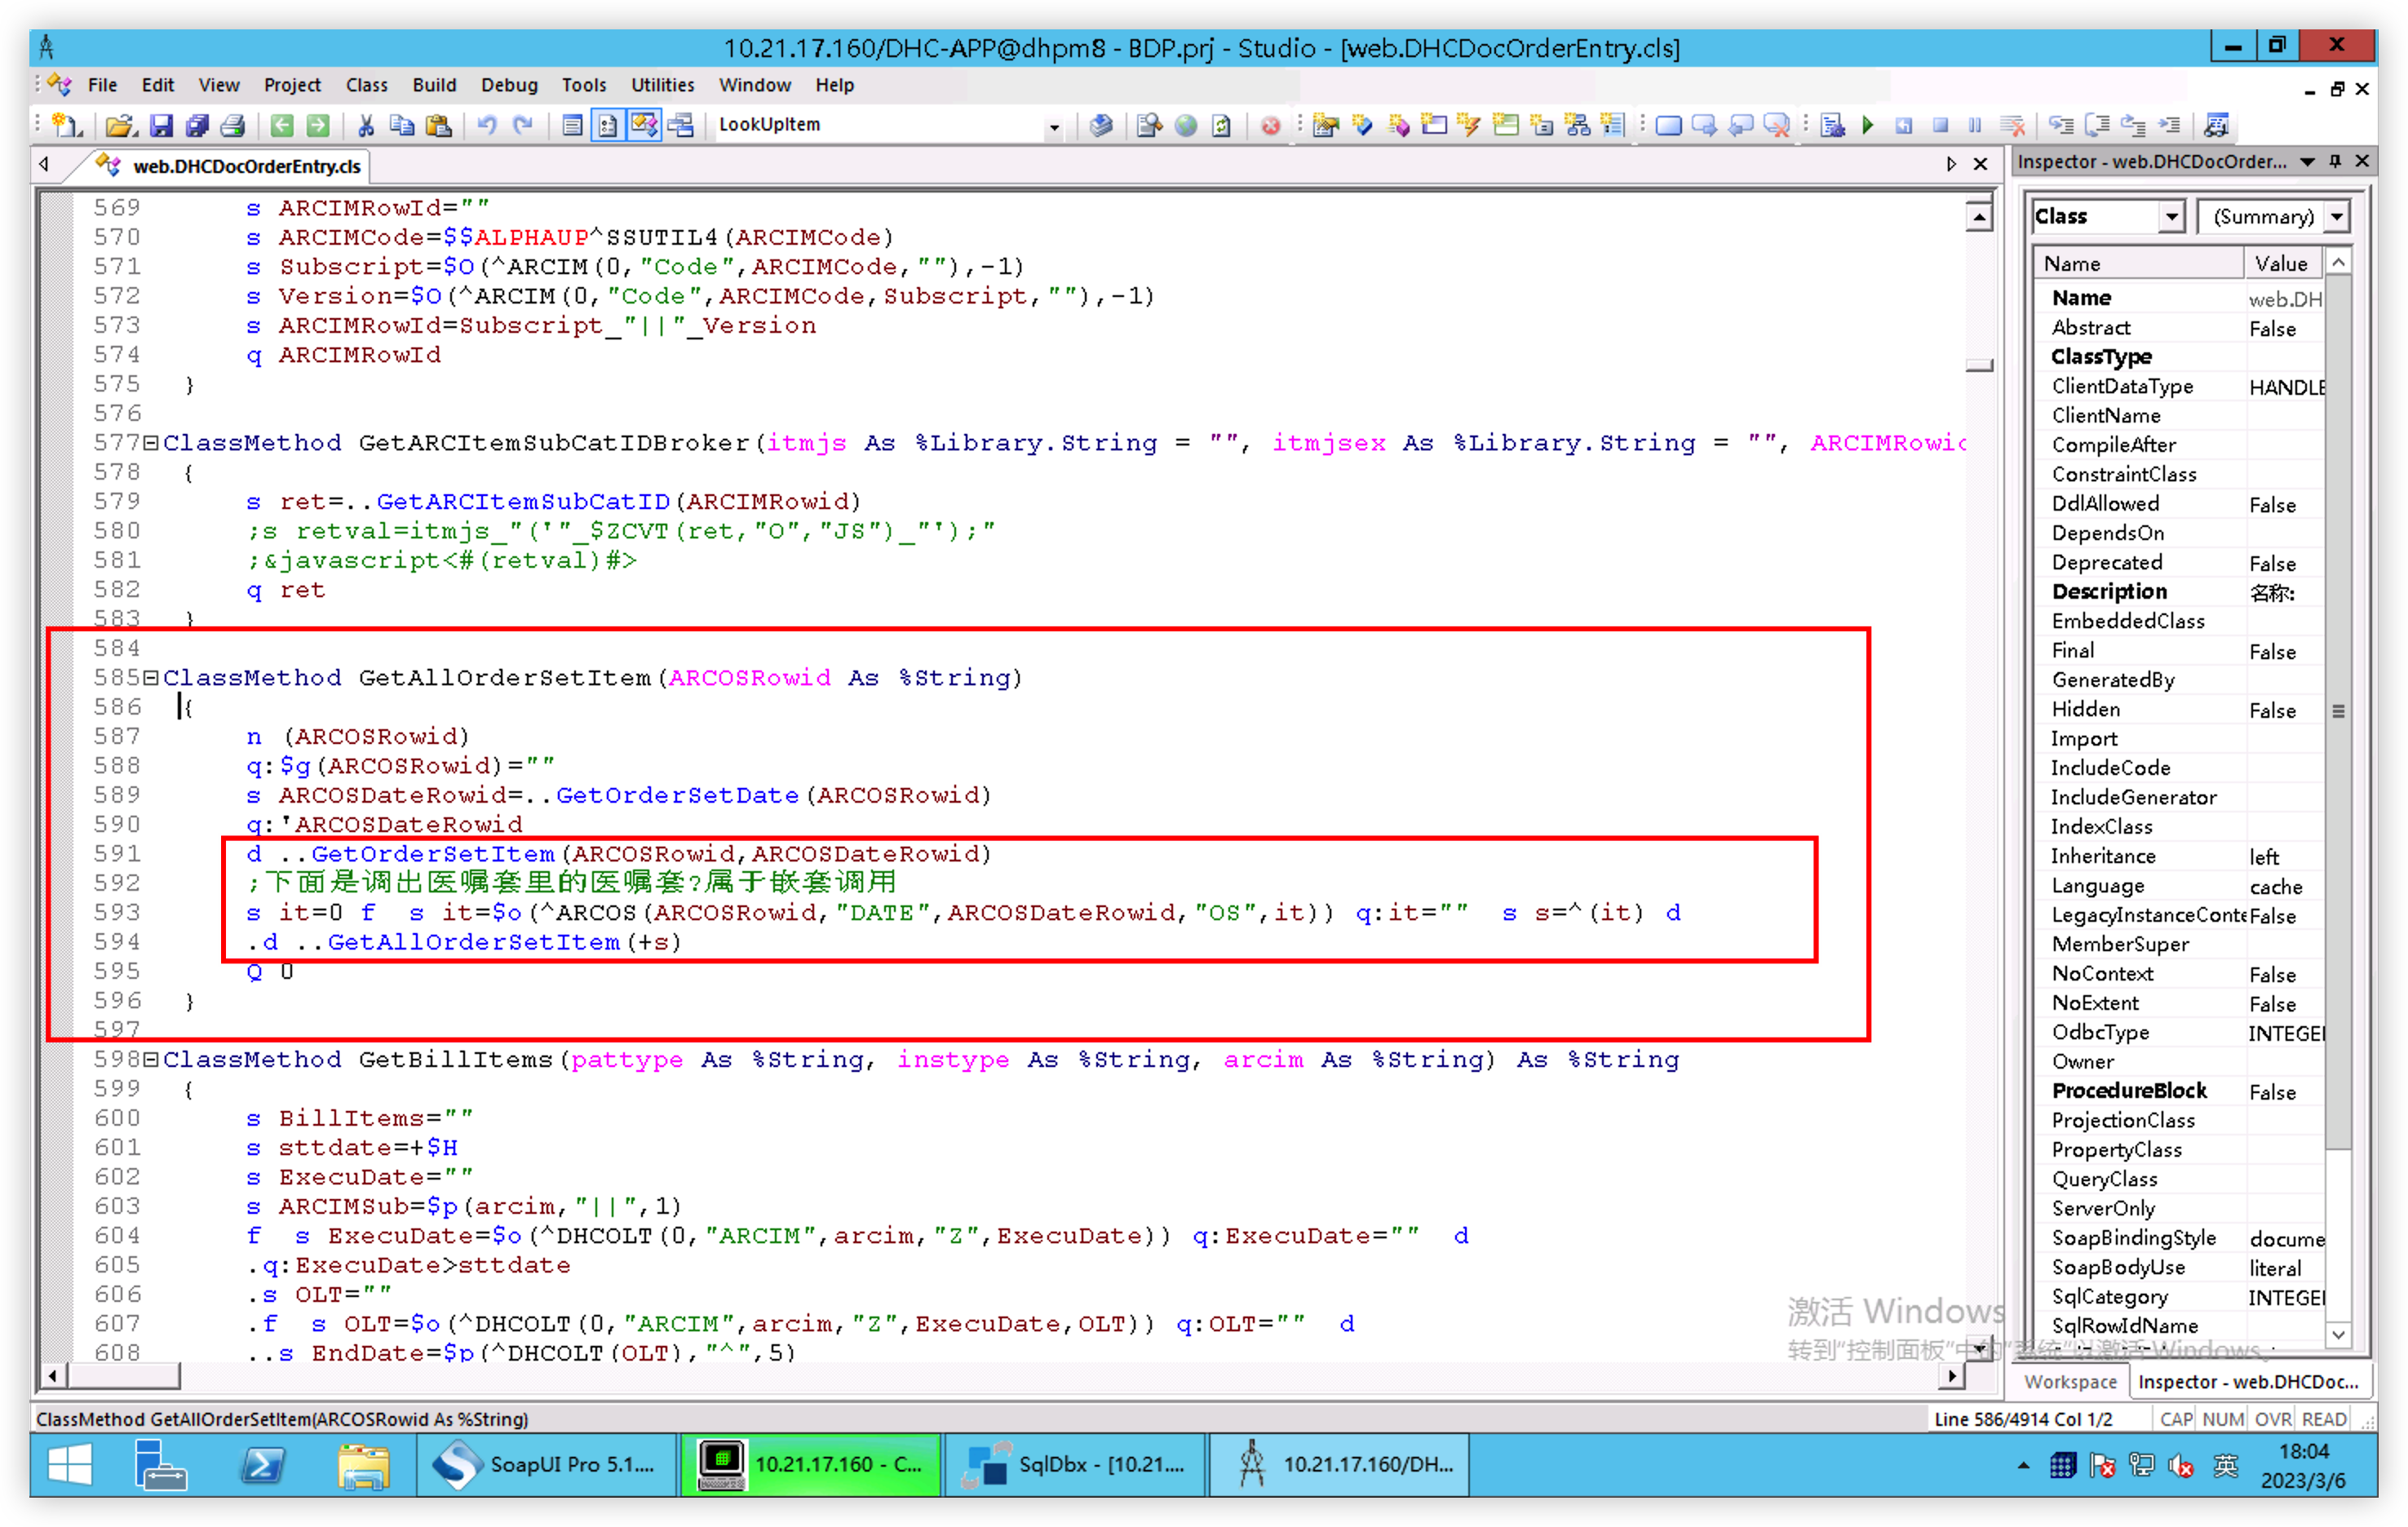 10.21.17.160/DHC-APP@dhpm8 - BDP.prj - Studio - [web.DHCDocOrderEntry.cls]
File Edit View Project Class Build Debug Tools Utilities Window Help
LookUpItem
web.DHCDocOrderEntry.cls
569 s ARCIMRowId=""
570 s ARCIMCode=$$ALPHAUP^SSUTIL4(ARCIMCode)
571 s Subscript=$O(^ARCIM(0,"Code",ARCIMCode,""),-1)
572 s Version=$O(^ARCIM(0,"Code",ARCIMCode,Subscript,""),-1)
573 s ARCIMRowId=Subscript_"||"_Version
574 q ARCIMRowId
575 }
576
577 ClassMethod GetARCItemSubCatIDBroker(itmjs As %Library.String = "", itmjsex As %Library.String = "", ARCIMRowid
578 {
579 s ret=..GetARCItemSubCatID(ARCIMRowid)
580 ;s retval=itmjs_"('"_$ZCVT(ret,"O","JS")_"');"
581 ;&javascript<#(retval)#>
582 q ret
583 }
584
585 ClassMethod GetAllOrderSetItem(ARCOSRowid As %String)
586 {
587 n (ARCOSRowid)
588 q:$g(ARCOSRowid)=""
589 s ARCOSDateRowid=..GetOrderSetDate(ARCOSRowid)
590 q:'ARCOSDateRowid
591 d ..GetOrderSetItem(ARCOSRowid,ARCOSDateRowid)
592 ;下面是调出医嘱套里的医嘱套?属于嵌套调用
593 s it=0 f  s it=$o(^ARCOS(ARCOSRowid,"DATE",ARCOSDateRowid,"OS",it)) q:it=""  s s=^(it) d
594 .d ..GetAllOrderSetItem(+s)
595 Q 0
596 }
597
598 ClassMethod GetBillItems(pattype As %String, instype As %String, arcim As %String) As %String
599 {
600 s BillItems=""
601 s sttdate=+$H
602 s ExecuDate=""
603 s ARCIMSub=$p(arcim,"||",1)
604 f  s ExecuDate=$o(^DHCOLT(0,"ARCIM",arcim,"Z",ExecuDate)) q:ExecuDate=""  d
605 .q:ExecuDate>sttdate
606 .s OLT=""
607 .f  s OLT=$o(^DHCOLT(0,"ARCIM",arcim,"Z",ExecuDate,OLT)) q:OLT=""  d
608 ..s EndDate=$p(^DHCOLT(OLT),"^",5)
Inspector - web.DHCDocOrder...
Class (Summary)
Name Value
Name web.DH
Abstract False
ClassType
ClientDataType HANDLE
ClientName
CompileAfter
ConstraintClass
DdlAllowed False
DependsOn
Deprecated False
Description 名称:
EmbeddedClass
Final False
GeneratedBy
Hidden False
Import
IncludeCode
IncludeGenerator
IndexClass
Inheritance left
Language cache
LegacyInstanceConte False
MemberSuper
NoContext False
NoExtent False
OdbcType INTEGE
Owner
ProcedureBlock False
ProjectionClass
PropertyClass
QueryClass
ServerOnly
SoapBindingStyle docume
SoapBodyUse literal
SqlCategory INTEGE
SqlRowIdName
激活 Windows
转到"控制面板"中的"系统"以激活 Windows。
Workspace Inspector - web.DHCDoc...
ClassMethod GetAllOrderSetItem(ARCOSRowid As %String)
Line 586/4914 Col 1/2 CAP NUM OVR READ
SoapUI Pro 5.1....
10.21.17.160 - C...
SqlDbx - [10.21....
10.21.17.160/DH...
英
18:04
2023/3/6